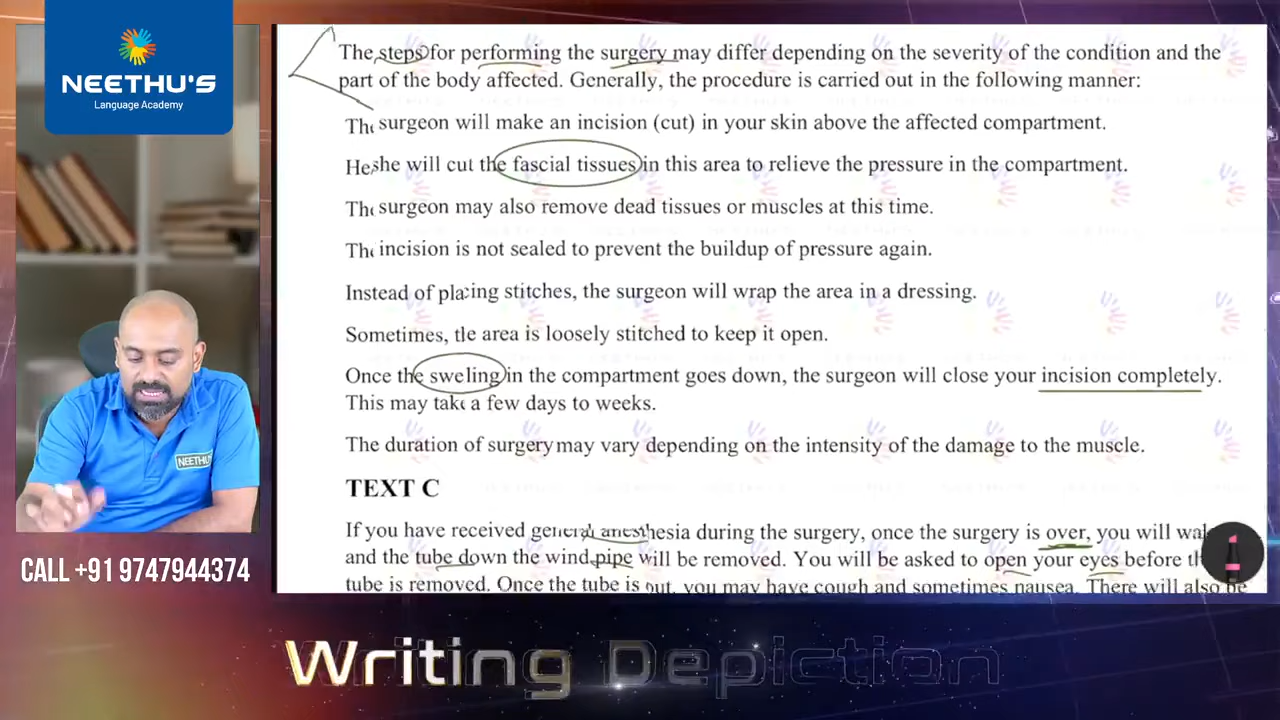 NEETHU'S
Language Academy
The steps for performing the surgery may differ depending on the severity of the condition and the
part of the body affected. Generally, the procedure is carried out in the following manner:
The surgeon will make an incision (cut) in your skin above the affected compartment.
He/she will cut the fascial tissues in this area to relieve the pressure in the compartment.
The surgeon may also remove dead tissues or muscles at this time.
The incision is not sealed to prevent the buildup of pressure again.
Instead of placing stitches, the surgeon will wrap the area in a dressing.
Sometimes, the area is loosely stitched to keep it open.
Once the swelling in the compartment goes down, the surgeon will close your incision completely.
This may take a few days to weeks.
The duration of surgery may vary depending on the intensity of the damage to the muscle.
TEXT C
If you have received general anesthesia during the surgery, once the surgery is over, you will
and the tube down the wind pipe will be removed. You will be asked to open your eyes before
tube is removed. Once the tube is out, you may have cough and sometimes nausea. There will also be
NEETHU'S
CALL +91 9747944374
Writing Depiction